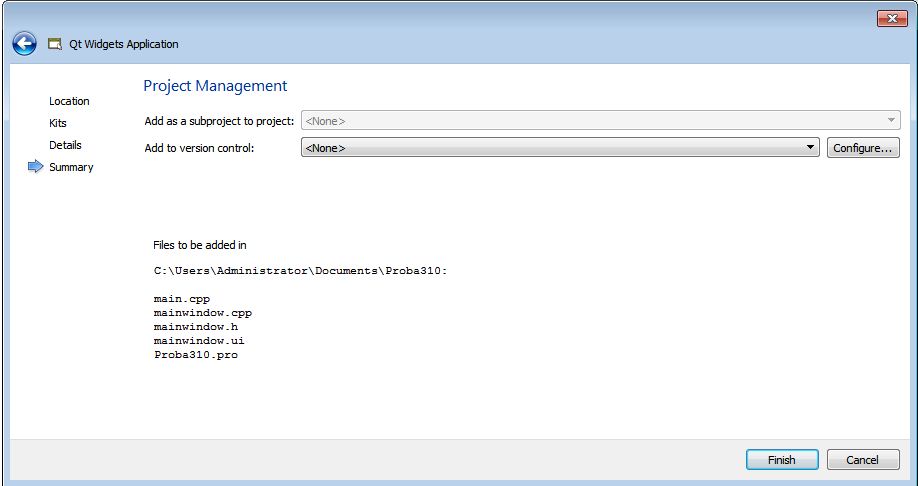 Qt Widgets Application
Location
Kits
Details
Summary
Project Management
Add as a subproject to project: <None>
Add to version control: <None> Configure...
Files to be added in
C:\Users\Administrator\Documents\Proba310:
main.cpp
mainwindow.cpp
mainwindow.h
mainwindow.ui
Proba310.pro
Finish Cancel